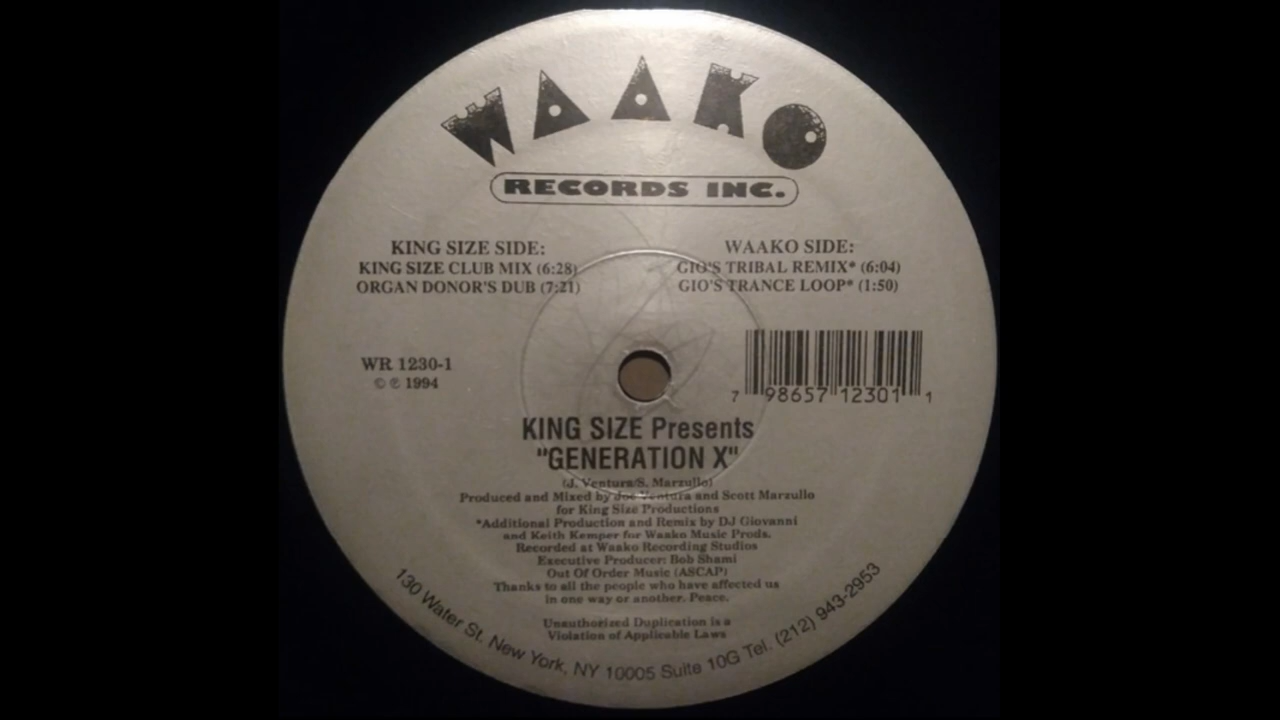 WAAKO
RECORDS INC.
KING SIZE SIDE:
KING SIZE CLUB MIX (6:28)
ORGAN DONOR'S DUB (7:21)
WAAKO SIDE:
GIO'S TRIBAL REMIX* (6:04)
GIO'S TRANCE LOOP* (1:50)
WR 1230-1
© ℗ 1994
7 98657 12301 1
KING SIZE Presents
"GENERATION X"
(J. Ventura/S. Marzullo)
Produced and Mixed by Joe Ventura and Scott Marzullo
for King Size Productions
*Additional Production and Remix by DJ Giovanni
and Keith Kemper for Waako Music Prods.
Recorded at Waako Recording Studios
Executive Producer: Bob Shami
Out Of Order Music (ASCAP)
Thanks to all the people who have affected us
in one way or another. Peace.
Unauthorized Duplication is a
Violation of Applicable Laws
130 Water St. New York, NY 10005 Suite 10G Tel. (212) 943-2953